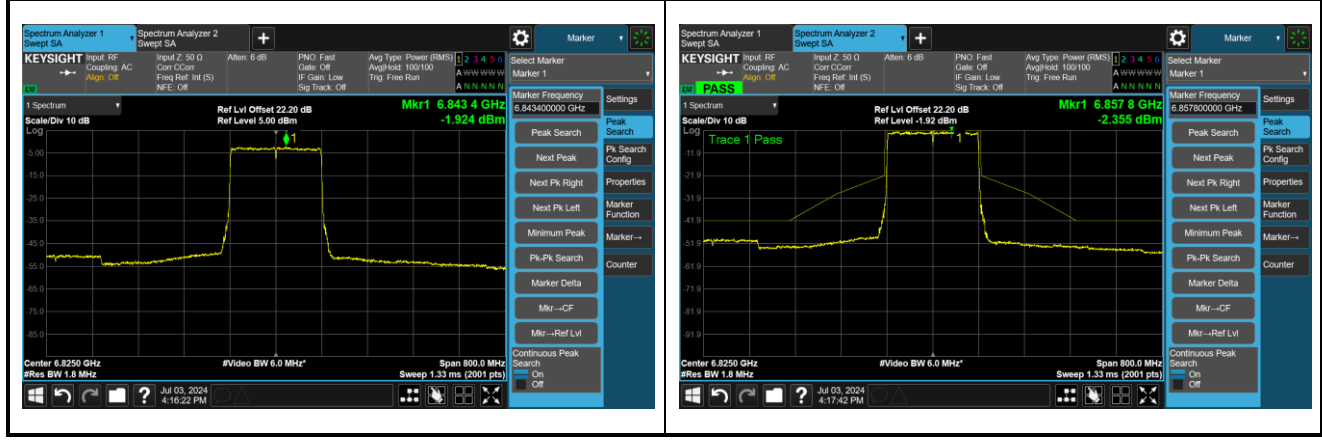 Spectrum Analyzer 1
Swept SA
Spectrum Analyzer 2
Swept SA
+
Marker
KEYSIGHT
Input: RF
Coupling: AC
Align: Off
Input Z: 50 Ω
Corr CCorr
Freq Ref: Int (S)
NFE: Off
Atten: 6 dB
PNO: Fast
Gate: Off
IF Gain: Low
Sig Track: Off
Avg Type: Power (RMS)
Avg|Hold: 100/100
Trig: Free Run
1 2 3 4 5 6
A W W W W W
A N N N N N
Select Marker
Marker 1
1 Spectrum
Scale/Div 10 dB
Log
Ref Lvl Offset 22.20 dB
Ref Level 5.00 dBm
Mkr1 6.843 4 GHz
-1.924 dBm
1
-5.00
-15.0
-25.0
-35.0
-45.0
-55.0
-65.0
-75.0
-85.0
Center 6.8250 GHz
#Res BW 1.8 MHz
#Video BW 6.0 MHz*
Span 800.0 MHz
Sweep 1.33 ms (2001 pts)
Marker Frequency
6.843400000 GHz
Peak Search
Next Peak
Next Pk Right
Next Pk Left
Minimum Peak
Pk-Pk Search
Marker Delta
Mkr→CF
Mkr→Ref Lvl
Continuous Peak
Search
On
Off
Settings
Peak
Search
Pk Search
Config
Properties
Marker
Function
Marker→
Counter
?
Jul 03, 2024
4:16:22 PM
Spectrum Analyzer 1
Swept SA
Spectrum Analyzer 2
Swept SA
+
Marker
KEYSIGHT
PASS
Input: RF
Coupling: AC
Align: Off
Input Z: 50 Ω
Corr CCorr
Freq Ref: Int (S)
NFE: Off
Atten: 6 dB
PNO: Fast
Gate: Off
IF Gain: Low
Sig Track: Off
Avg Type: Power (RMS)
Avg|Hold: 100/100
Trig: Free Run
1 2 3 4 5 6
A W W W W W
A N N N N N
Select Marker
Marker 1
1 Spectrum
Scale/Div 10 dB
Log
Trace 1 Pass
Ref Lvl Offset 22.20 dB
Ref Level -1.92 dBm
Mkr1 6.857 8 GHz
-2.355 dBm
1
-11.9
-21.9
-31.9
-41.9
-51.9
-61.9
-71.9
-81.9
-91.9
Center 6.8250 GHz
#Res BW 1.8 MHz
#Video BW 6.0 MHz*
Span 800.0 MHz
Sweep 1.33 ms (2001 pts)
Marker Frequency
6.857800000 GHz
Peak Search
Next Peak
Next Pk Right
Next Pk Left
Minimum Peak
Pk-Pk Search
Marker Delta
Mkr→CF
Mkr→Ref Lvl
Continuous Peak
Search
On
Off
Settings
Peak
Search
Pk Search
Config
Properties
Marker
Function
Marker→
Counter
?
Jul 03, 2024
4:17:42 PM